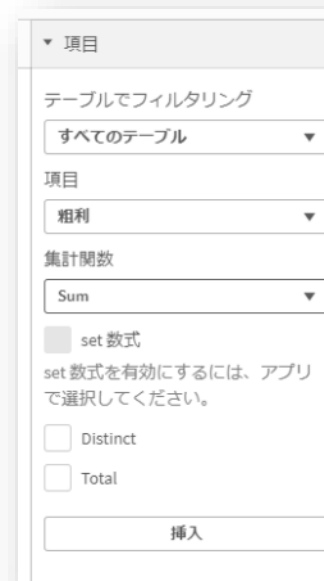 項目
テーブルでフィルタリング
すべてのテーブル
項目
粗利
集計関数
Sum
set 数式
set 数式を有効にするには、アプリ
で選択してください。
Distinct
Total
挿入